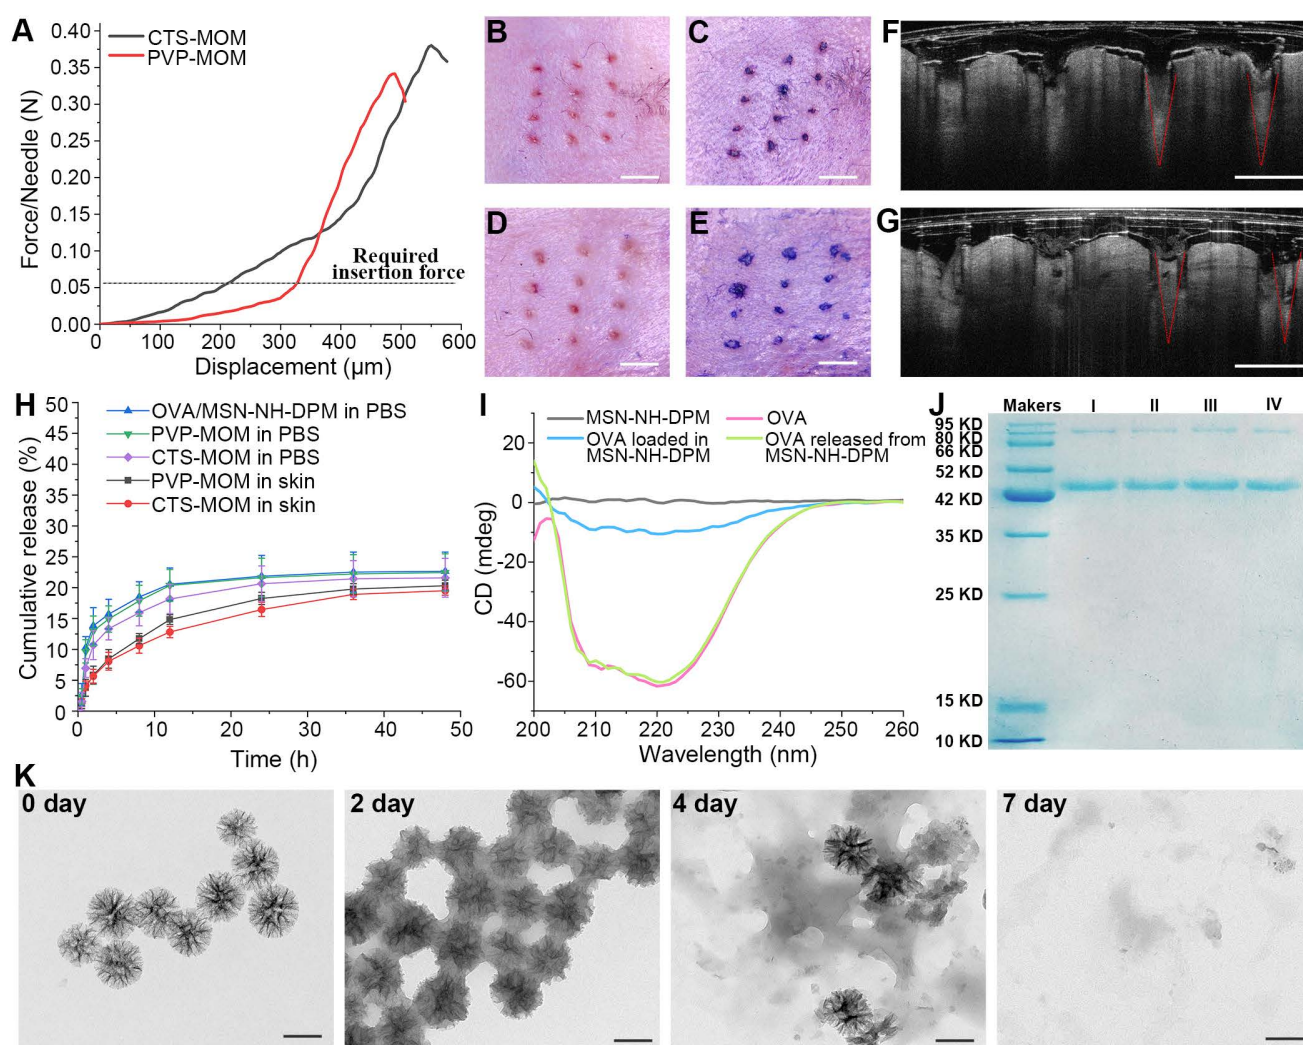 A
0.40
0.35
0.30
0.25
0.20
0.15
0.10
0.05
0.00
Force/Needle (N)
CTS-MOM
PVP-MOM
Required
insertion force
0 100 200 300 400 500 600
Displacement (μm)
B
C
D
E
F
G
H
50
45
40
35
30
25
20
15
10
5
0
Cumulative release (%)
OVA/MSN-NH-DPM in PBS
PVP-MOM in PBS
CTS-MOM in PBS
PVP-MOM in skin
CTS-MOM in skin
0 10 20 30 40 50
Time (h)
I
20
0
-20
-40
-60
CD (mdeg)
MSN-NH-DPM
OVA
OVA loaded in
MSN-NH-DPM
OVA released from
MSN-NH-DPM
200 210 220 230 240 250 260
Wavelength (nm)
J
Makers I II III IV
95 KD
80 KD
66 KD
52 KD
42 KD
35 KD
25 KD
15 KD
10 KD
K
0 day
2 day
4 day
7 day